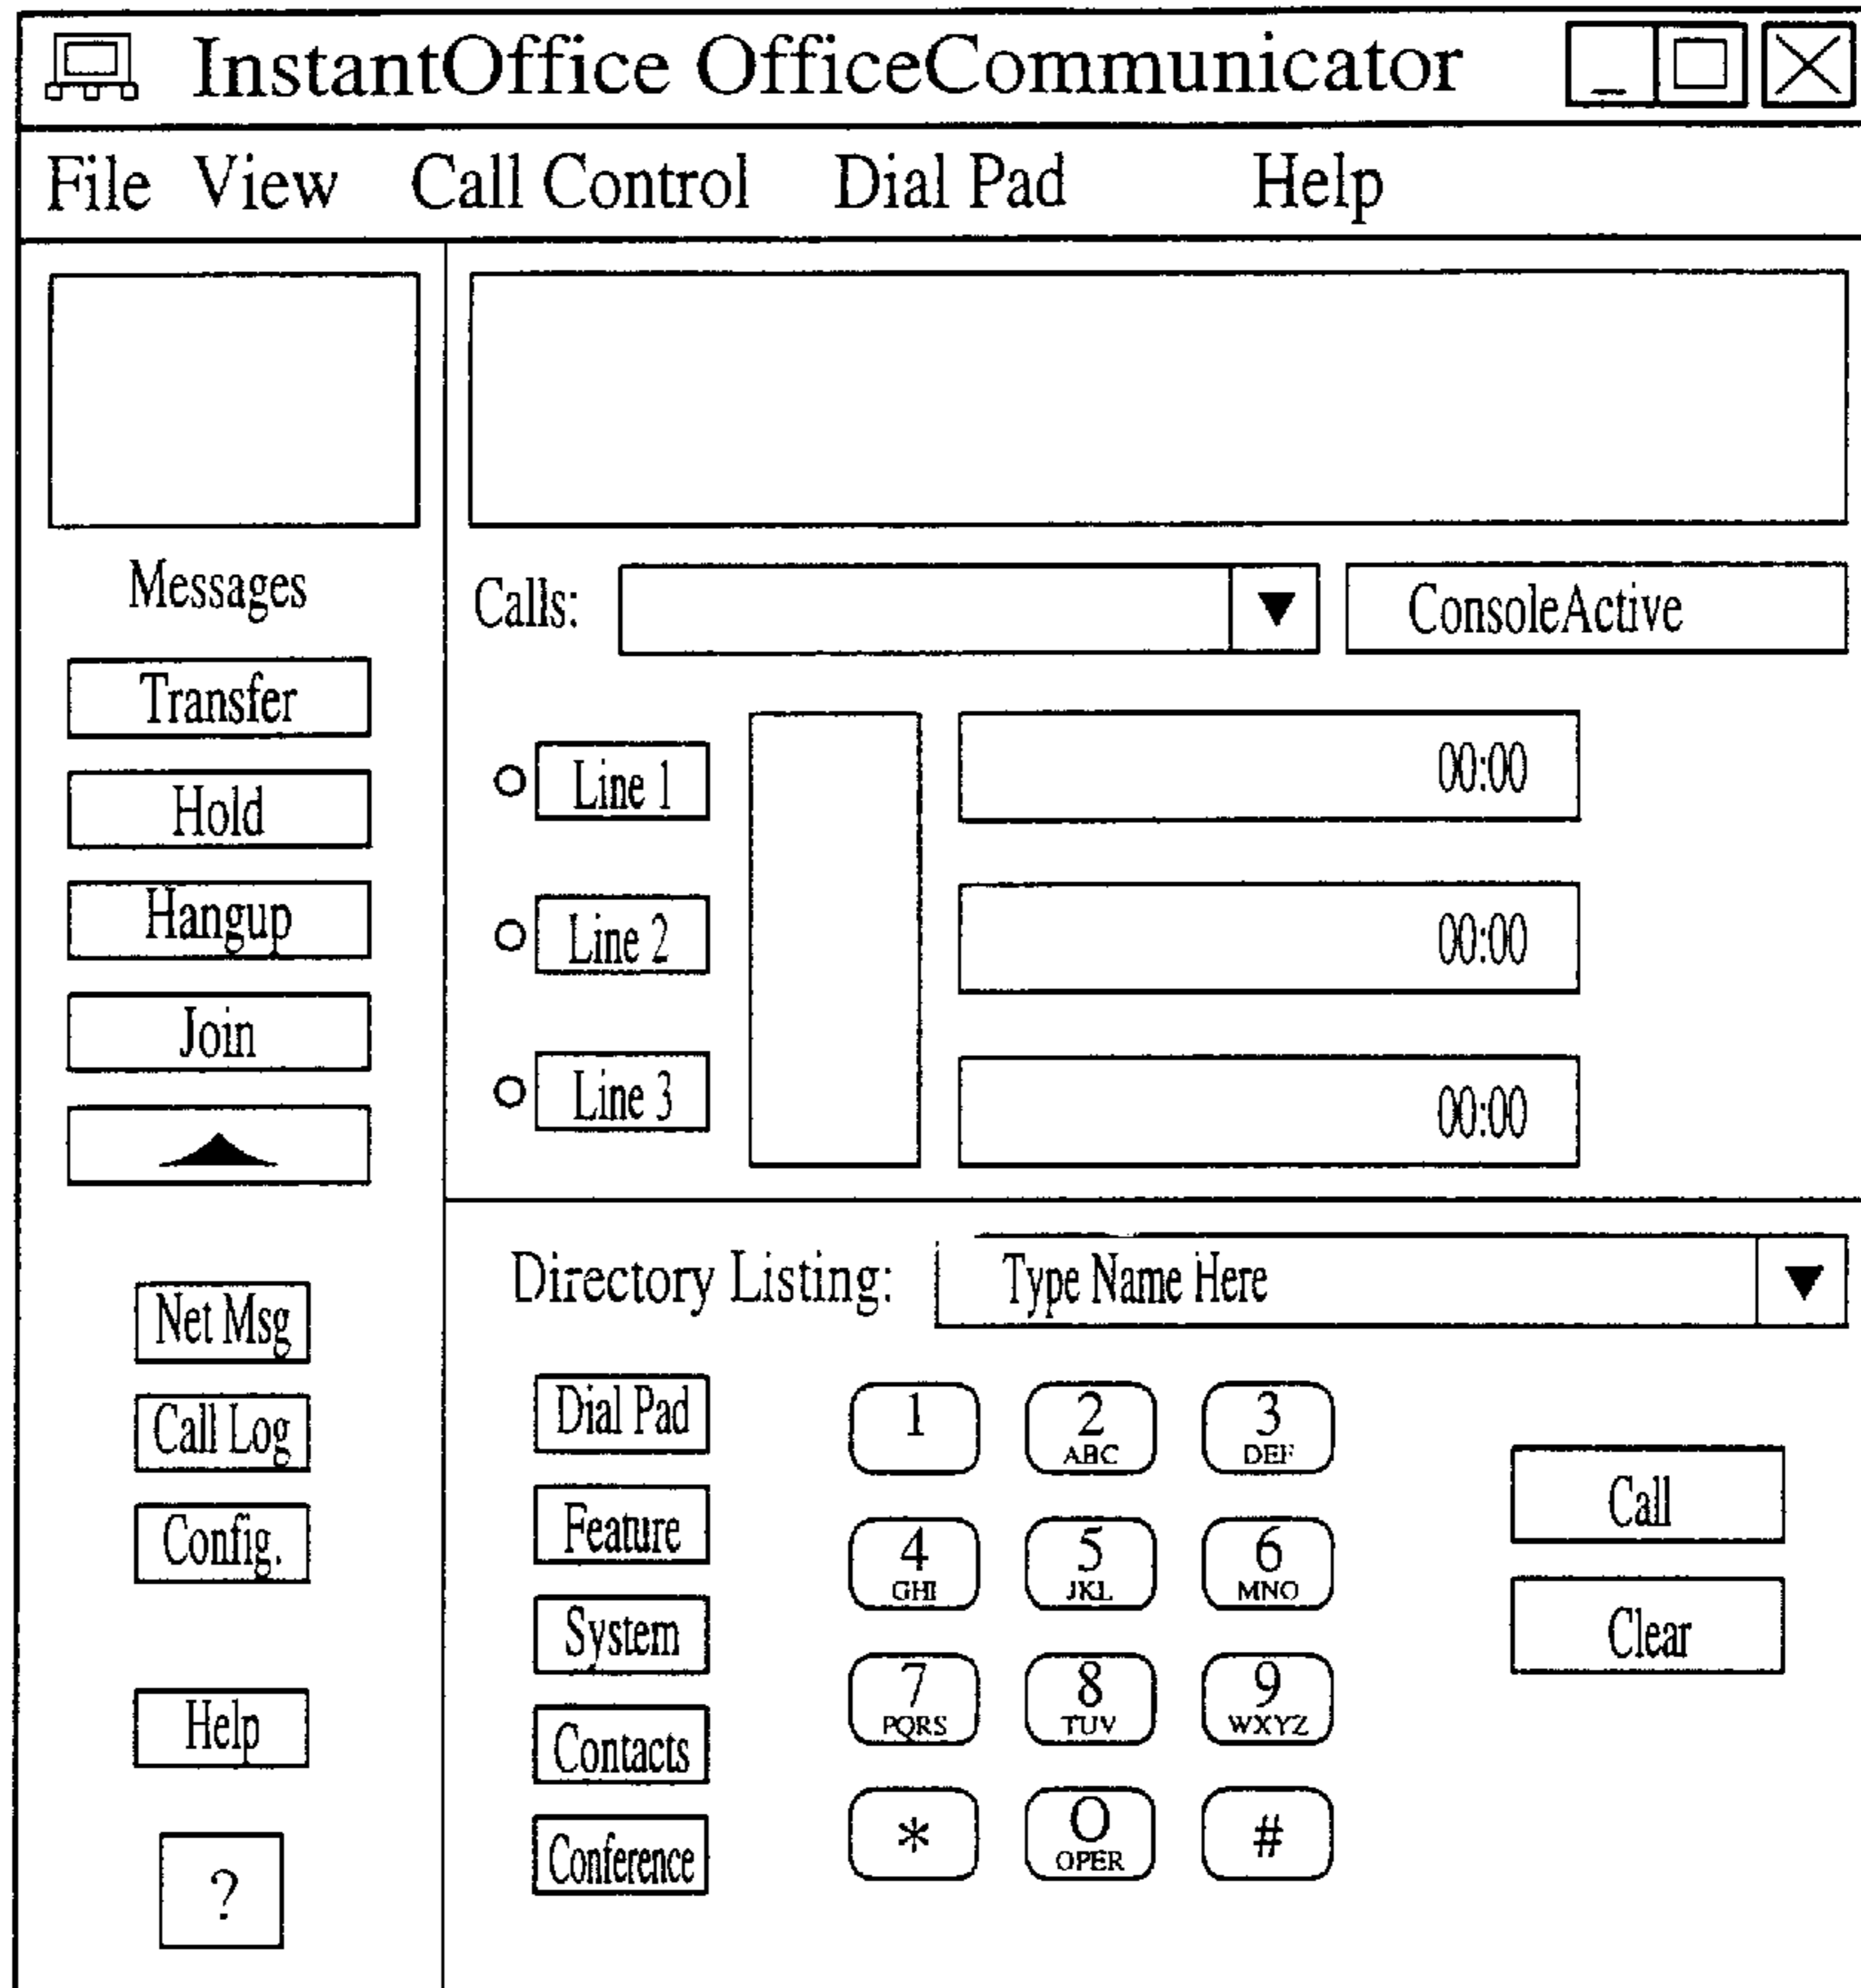 InstantOffice OfficeCommunicator
File View Call Control Dial Pad Help
Messages
Transfer
Hold
Hangup
Join
Net Msg
Call Log
Config.
Help
?
Calls:
ConsoleActive
Line 1 00:00
Line 2 00:00
Line 3 00:00
Directory Listing: Type Name Here
Dial Pad
Feature
System
Contacts
Conference
1 2 3
ABC DEF
4 5 6
GHI JKL MNO
7 8 9
PQRS TUV WXYZ
* 0 #
OPER
Call
Clear